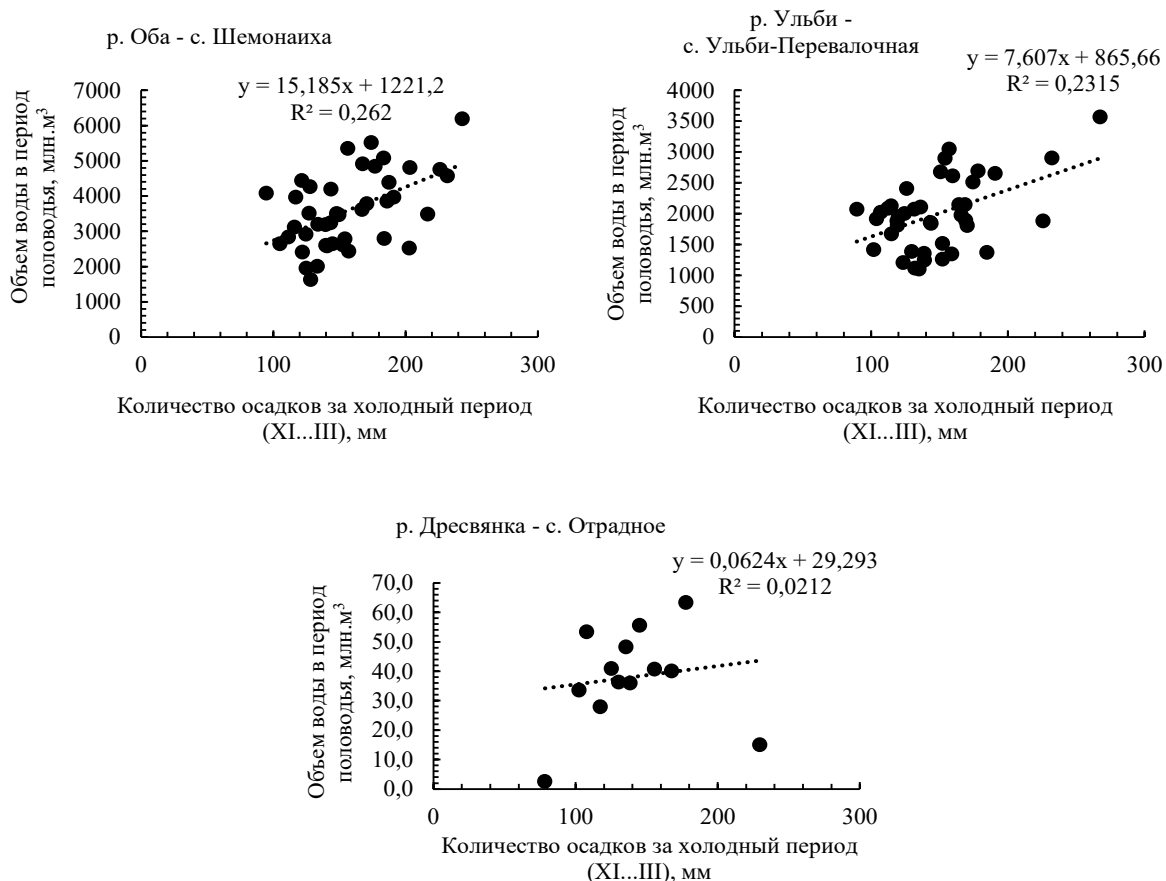 р. Оба - с. Шемонаиха
y = 15,185x + 1221,2
R² = 0,262
Объем воды в период
половодья, млн.м³
7000
6000
5000
4000
3000
2000
1000
0
0
100
200
300
Количество осадков за холодный период
(XI...III), мм
р. Ульби -
с. Ульби-Перевалочная
y = 7,607x + 865,66
R² = 0,2315
Объем воды в период
половодья, млн.м³
4000
3500
3000
2500
2000
1500
1000
500
0
0
100
200
300
Количество осадков за холодный период
(XI...III), мм
р. Дресвянка - с. Отрадное
y = 0,0624x + 29,293
R² = 0,0212
Объем воды в период
половодья, млн.м³
70,0
60,0
50,0
40,0
30,0
20,0
10,0
0,0
0
100
200
300
Количество осадков за холодный период
(XI...III), мм